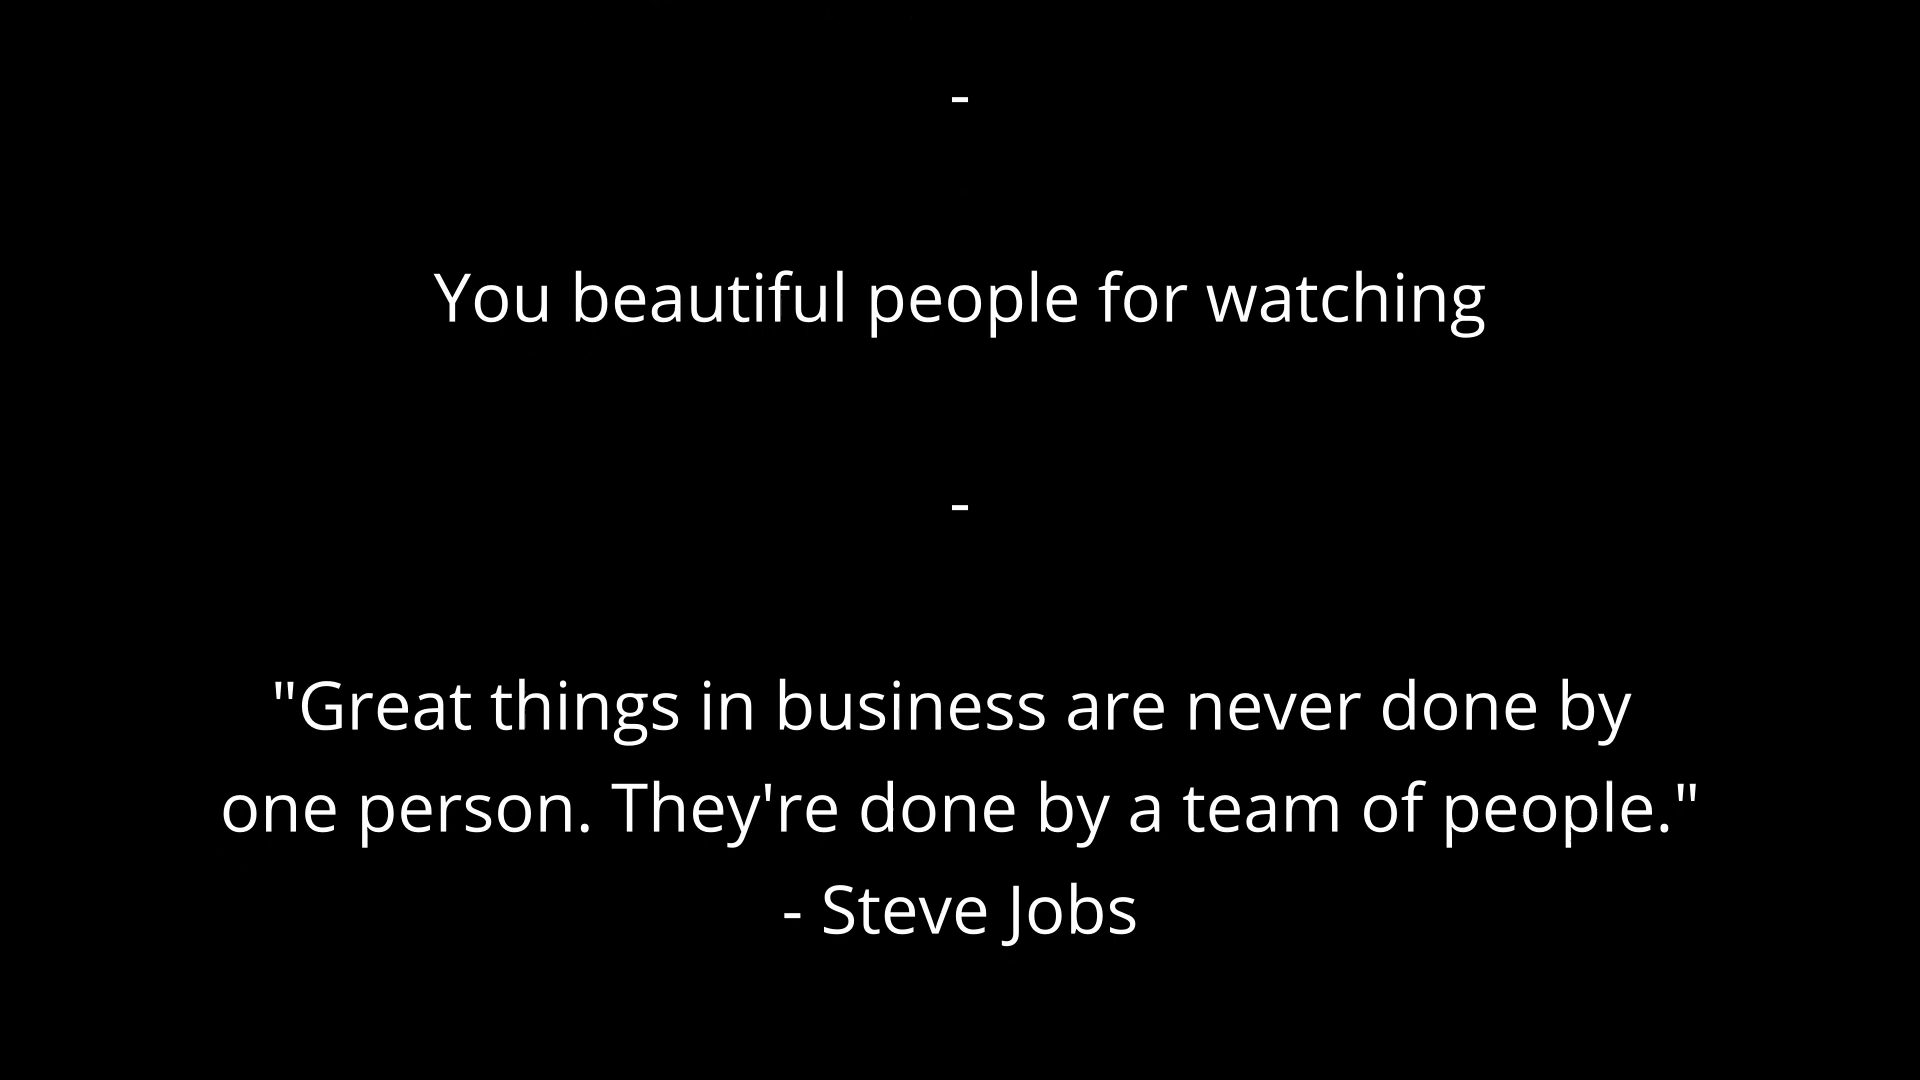 -
You beautiful people for watching
-
"Great things in business are never done by
one person. They're done by a team of people."
- Steve Jobs